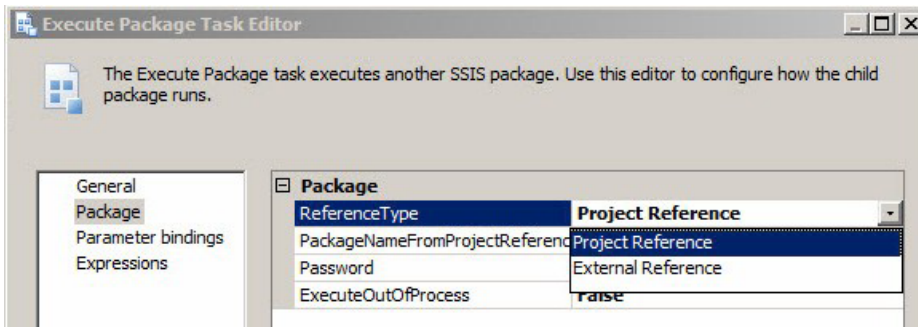 Execute Package Task Editor
The Execute Package task executes another SSIS package. Use this editor to configure how the child
package runs.
General
Package
Parameter bindings
Expressions
Package
ReferenceType Project Reference
PackageNameFromProjectReferenc Project Reference
Password External Reference
ExecuteOutOfProcess False